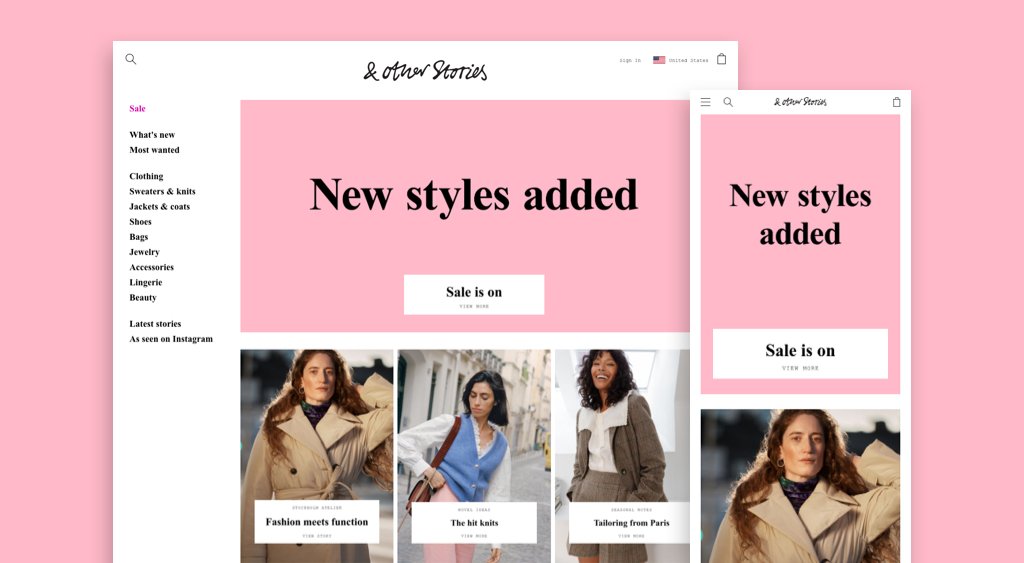 & other Stories
Sign in
United States
Sale
What's new
Most wanted
Clothing
Sweaters & knits
Jackets & coats
Shoes
Bags
Jewelry
Accessories
Lingerie
Beauty
Latest stories
As seen on Instagram
New styles added
Sale is on
VIEW MORE
STOCKHOLM ATELIER
Fashion meets function
VIEW STORY
NOVEL IDEAS
The hit knits
VIEW MORE
SEASONAL NOTES
Tailoring from Paris
VIEW MORE
& other Stories
New styles
added
Sale is on
VIEW MORE